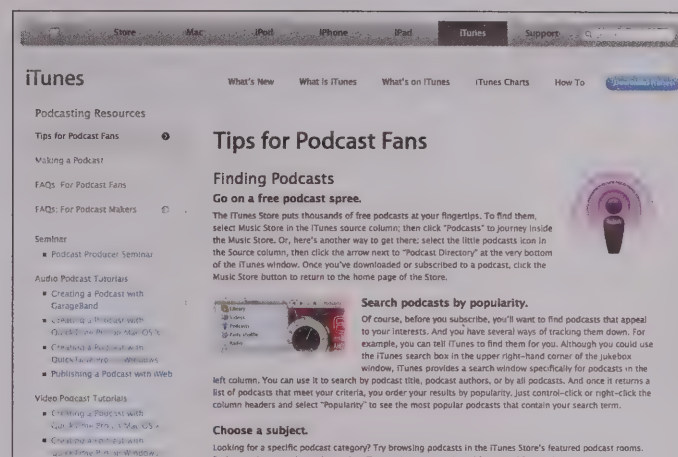 Store Mac iPod iPhone iPad iTunes Support
iTunes
What's New What is iTunes What's on iTunes iTunes Charts How To
Podcasting Resources
Tips for Podcast Fans
Making a Podcast
FAQs: For Podcast Fans
FAQs: For Podcast Makers
Seminar
Podcast Producer Seminar
Audio Podcast Tutorials
Creating a Podcast with
GarageBand
Creating a Podcast with
Creating a Podcast with
Publishing a Podcast with iWeb
Video Podcast Tutorials
Creating a Podcast with
Creating a Podcast with
Tips for Podcast Fans
Finding Podcasts
Go on a free podcast spree.
The iTunes Store puts thousands of free podcasts at your fingertips. To find them,
select Music Store in the iTunes source column; then click "Podcasts" to journey inside
the Music Store. Or, here's another way to get there: select the little podcasts icon in
the Source column, then click the arrow next to "Podcast Directory" at the very bottom
of the iTunes window. Once you've downloaded or subscribed to a podcast, click the
Music Store button to return to the home page of the Store.
Library
Podcasts
Search podcasts by popularity.
Of course, before you subscribe, you'll want to find podcasts that appeal
to your interests. And you have several ways of tracking them down. For
example, you can tell iTunes to find them for you. Although you could use
the iTunes search box in the upper right-hand corner of the jukebox
window, iTunes provides a search window specifically for podcasts in the
left column. You can use it to search by podcast title, podcast authors, or by all podcasts. And once it returns a
list of podcasts that meet your criteria, you order your results by popularity. Just control-click or right-click the
column headers and select "Popularity" to see the most popular podcasts that contain your search term.
Choose a subject.
Looking for a specific podcast category? Try browsing podcasts in the iTunes Store's featured podcast rooms.